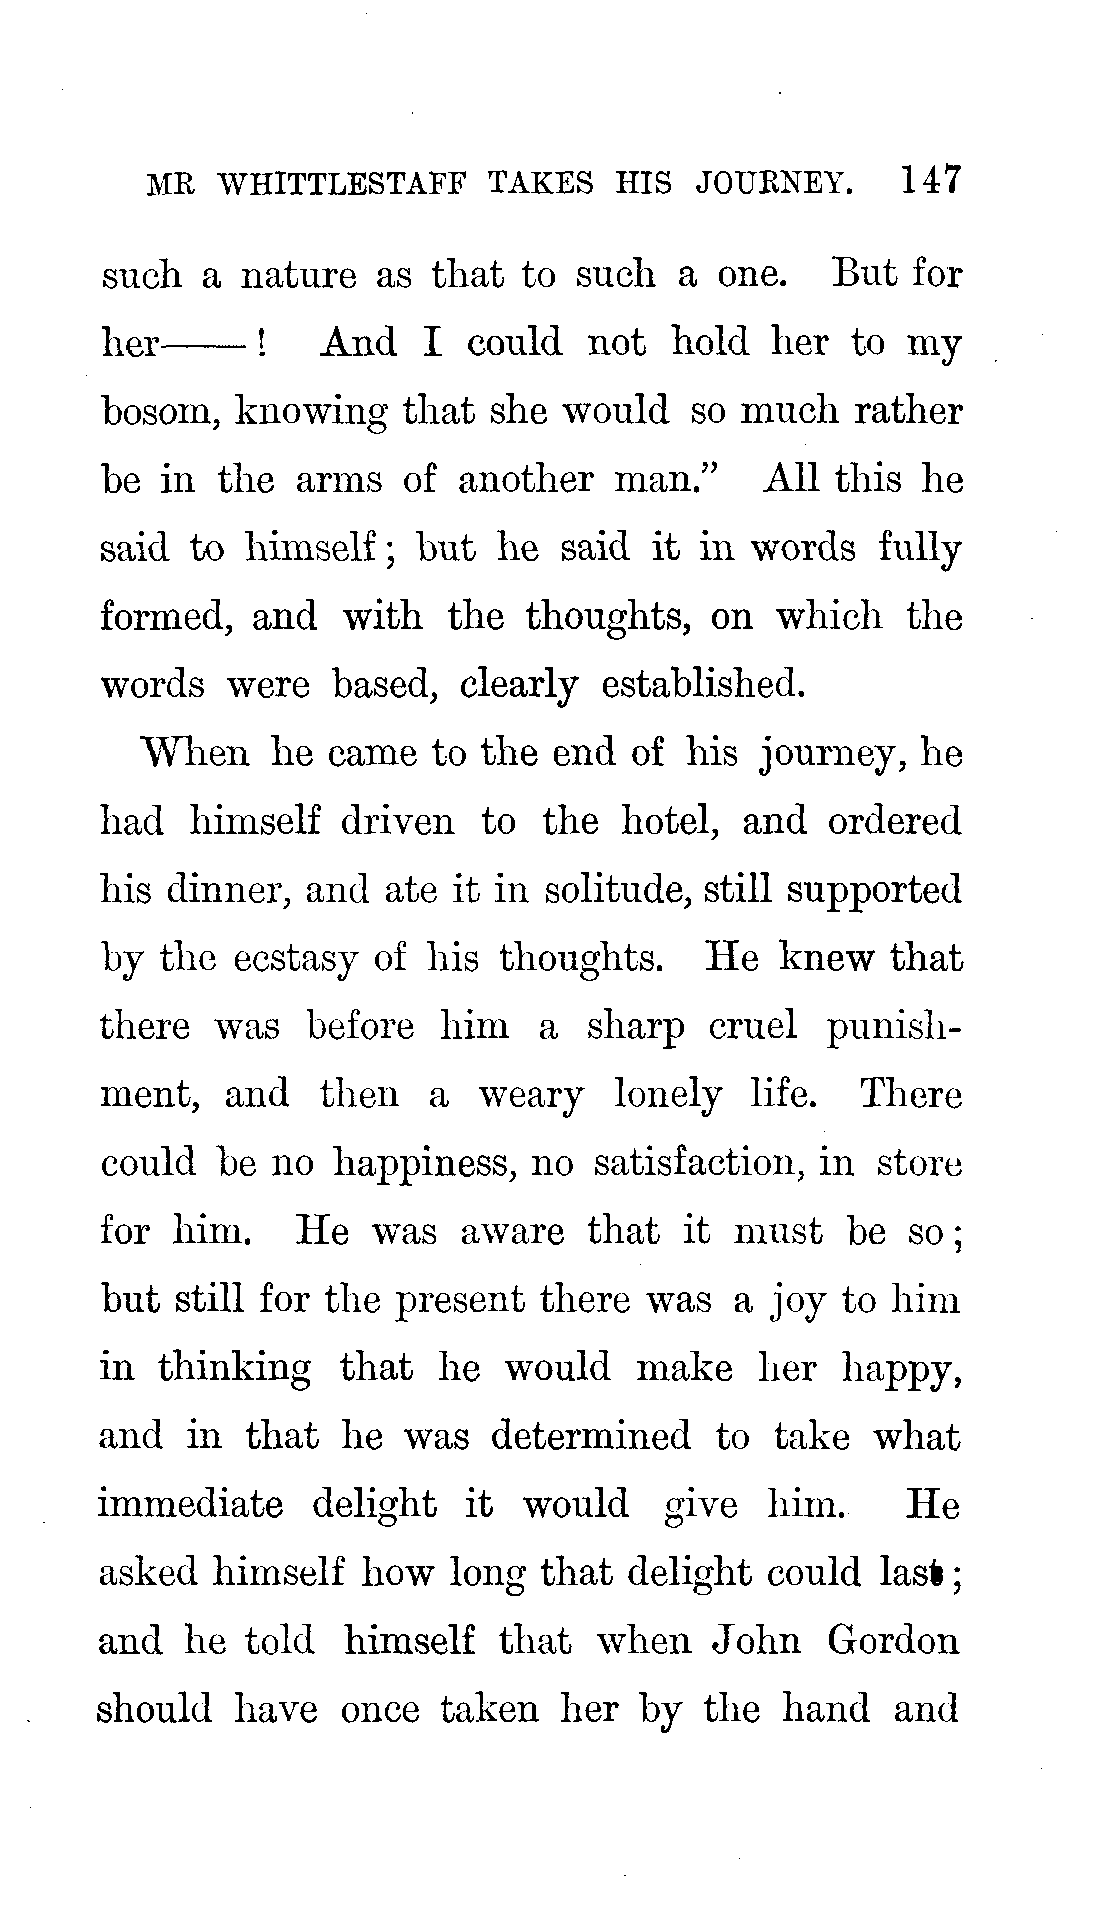 MR WHITTLESTAFF TAKES HIS JOURNEY. 147
such a nature as that to such a one. But for
her——! And I could not hold her to my
bosom, knowing that she would so much rather
be in the arms of another man.” All this he
said to himself; but he said it in words fully
formed, and with the thoughts, on which the
words were based, clearly established.
When he came to the end of his journey, he
had himself driven to the hotel, and ordered
his dinner, and ate it in solitude, still supported
by the ecstasy of his thoughts. He knew that
there was before him a sharp cruel punish-
ment, and then a weary lonely life. There
could be no happiness, no satisfaction, in store
for him. He was aware that it must be so;
but still for the present there was a joy to him
in thinking that he would make her happy,
and in that he was determined to take what
immediate delight it would give him. He
asked himself how long that delight could last;
and he told himself that when John Gordon
should have once taken her by the hand and